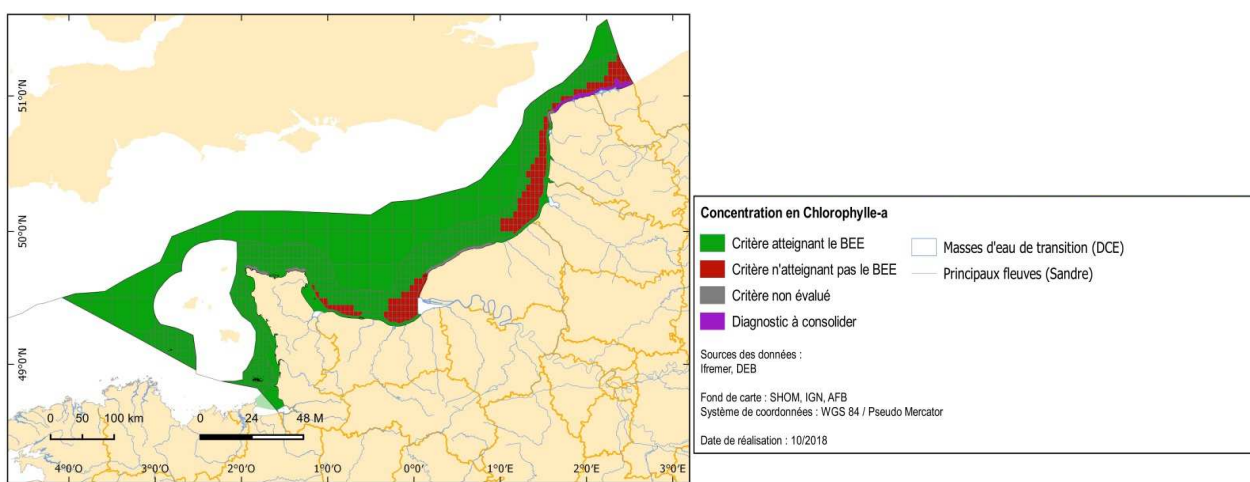 51°N
50°N
49°N
51°N
50°N
49°N
0 50 100 km
0 24 48 M
4°0' 3°0' 2°0' 1°0' 0°0' 1°0'E 2°0'E 3°0'E
Concentration en Chlorophylle-a
Critère atteignant le BEE
Critère n'atteignant pas le BEE
Critère non évalué
Diagnostic à consolider
Masses d'eau de transition (DCE)
Principaux fleuves (Sandre)
Sources des données :
Ifremer, DEB
Fond de carte : SHOM, IGN, AFB
Système de coordonnées : WGS 84 / Pseudo Mercator
Date de réalisation : 10/2018